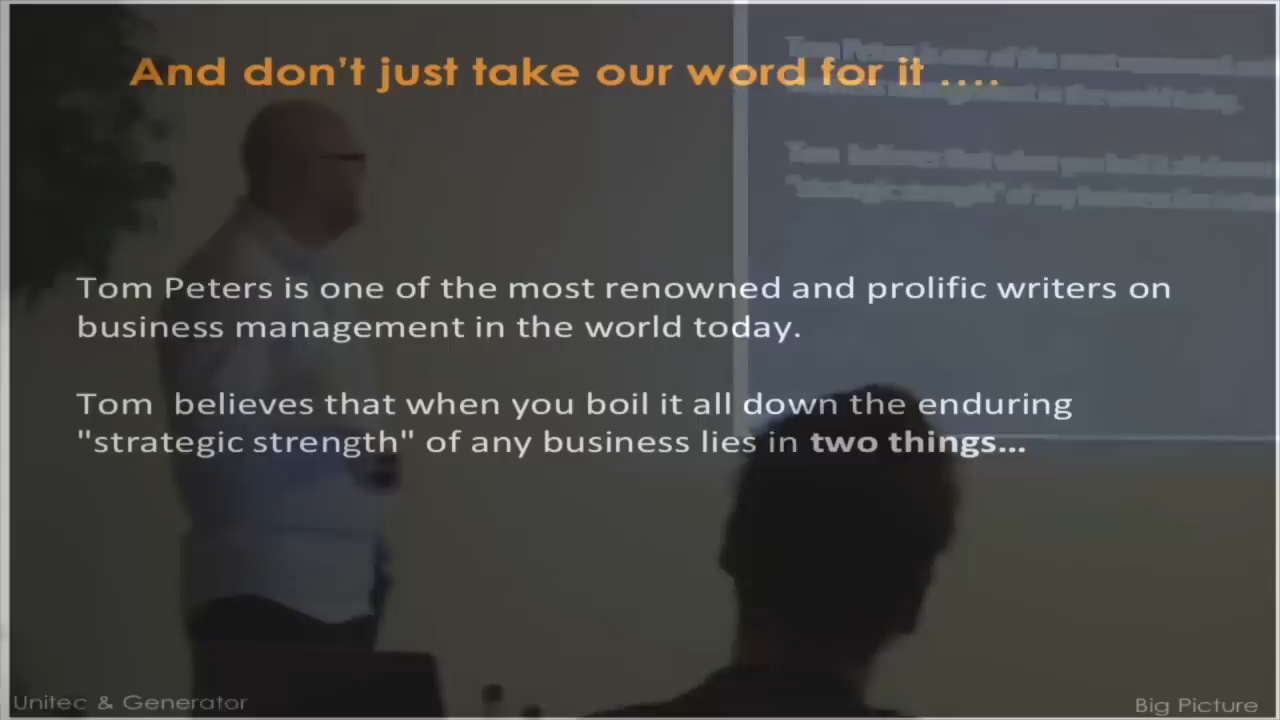 And don't just take our word for it ....
Tom Peters is one of the most renowned and prolific writers on
business management in the world today.
Tom  believes that when you boil it all down the enduring
"strategic strength" of any business lies in two things...
Unitec & Generator
Big Picture